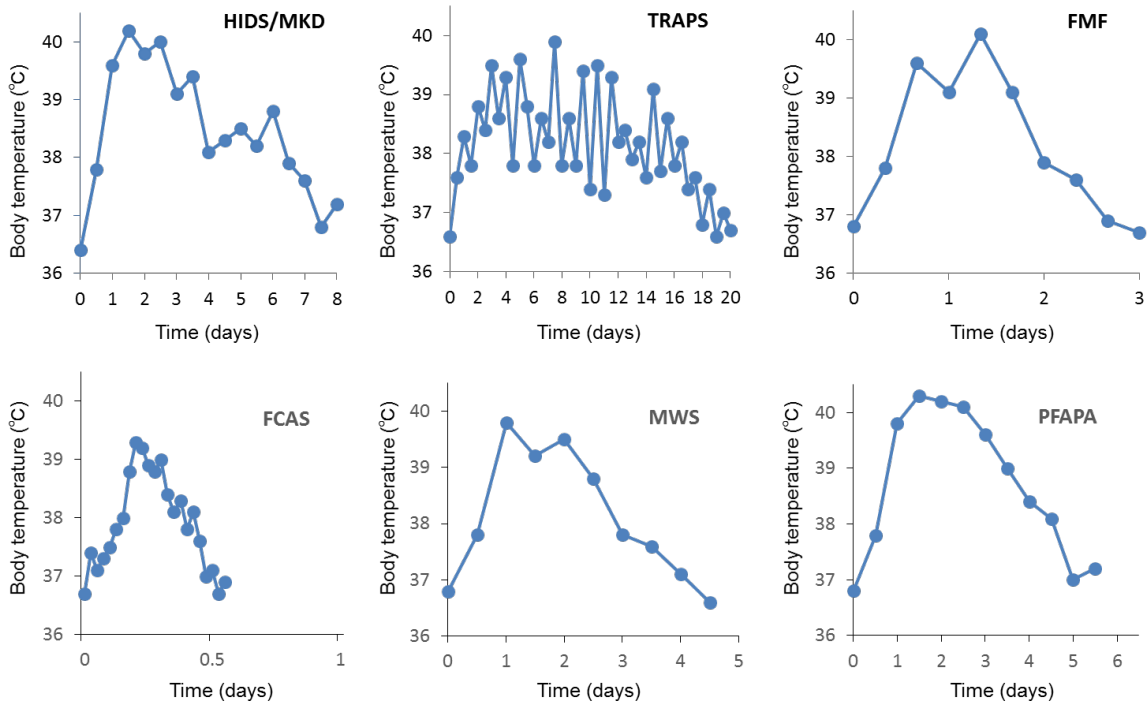 HIDS/MKD
Body temperature (°C)
40
39
38
37
36
0 1 2 3 4 5 6 7 8
Time (days)
TRAPS
Body temperature (°C)
40
39
38
37
36
0 2 4 6 8 10 12 14 16 18 20
Time (days)
FMF
Body temperature (°C)
40
39
38
37
36
0 1 2 3
Time (days)
FCAS
Body temperature (°C)
40
39
38
37
36
0 0.5 1
Time (days)
MWS
Body temperature (°C)
40
39
38
37
36
0 1 2 3 4 5
Time (days)
PFAPA
Body temperature (°C)
40
39
38
37
36
0 1 2 3 4 5 6
Time (days)